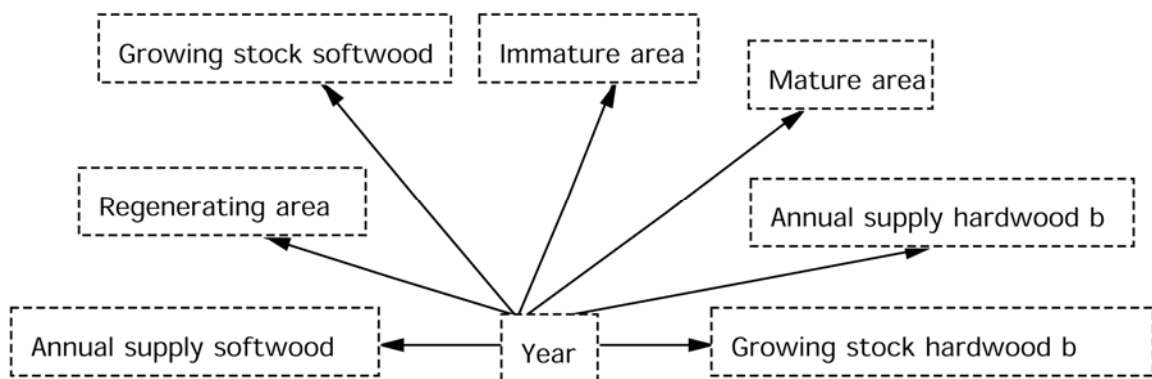 Growing stock softwood
Immature area
Mature area
Regenerating area
Annual supply hardwood b
Annual supply softwood
Year
Growing stock hardwood b